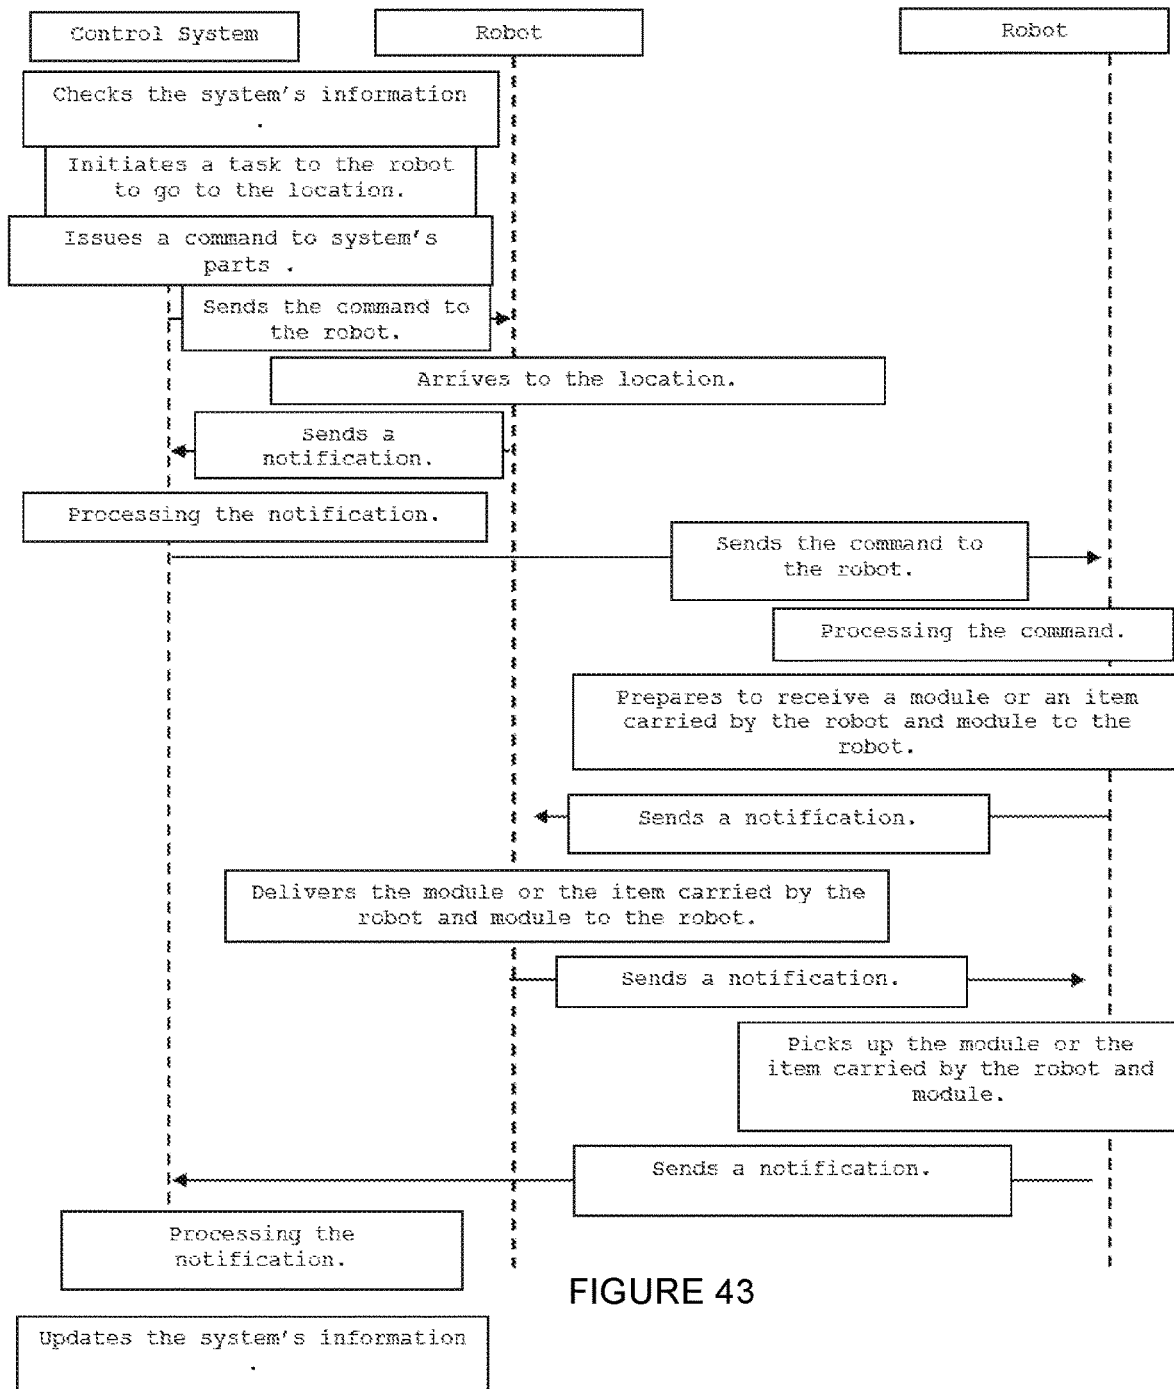 Control System
Robot
Robot
Checks the system's information
.
Initiates a task to the robot
to go to the location.
Issues a command to system's
parts .
Sends the command to
the robot.
Arrives to the location.
Sends a
notification.
Processing the notification.
Sends the command to
the robot.
Processing the command.
Prepares to receive a module or an item
carried by the robot and module to the
robot.
Sends a notification.
Delivers the module or the item carried by the
robot and module to the robot.
Sends a notification.
Picks up the module or the
item carried by the robot and
module.
Sends a notification.
Processing the
notification.
FIGURE 43
Updates the system's information
.